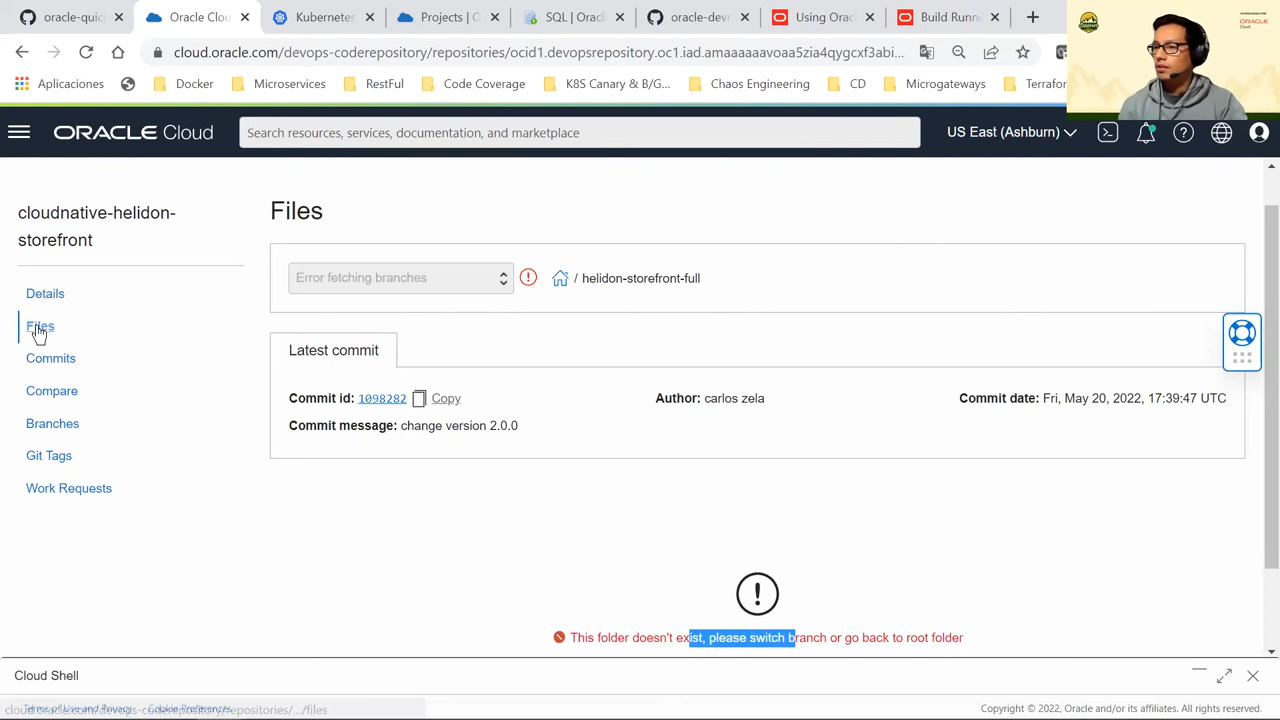 oracle-quic
Oracle Clou
Kubernetes
Projects | O
oracle-dev
Using Orac
Build Runn
cloud.oracle.com/devops-coderepository/repositories/ocid1.devopsrepository.oc1.iad.amaaaaaavoaa5zia4qygcxf3abi...
Aplicaciones
Docker
Microservices
RestFul
Code Coverage
K8S Canary & B/G...
Chaos Engineering
CD
Microgateways
Terrafor
ORACLE Cloud
Search resources, services, documentation, and marketplace
US East (Ashburn)
cloudnative-helidon-
storefront
Details
Files
Commits
Compare
Branches
Git Tags
Work Requests
Files
Error fetching branches
/ helidon-storefront-full
Latest commit
Commit id: 1098282 Copy
Author: carlos zela
Commit date: Fri, May 20, 2022, 17:39:47 UTC
Commit message: change version 2.0.0
This folder doesn't exist, please switch branch or go back to root folder
Cloud Shell
cloud.oracle.com/devops-coderepository/repositories/.../files
Copyright © 2022, Oracle and/or its affiliates. All rights reserved.
ORACLE
Cloud